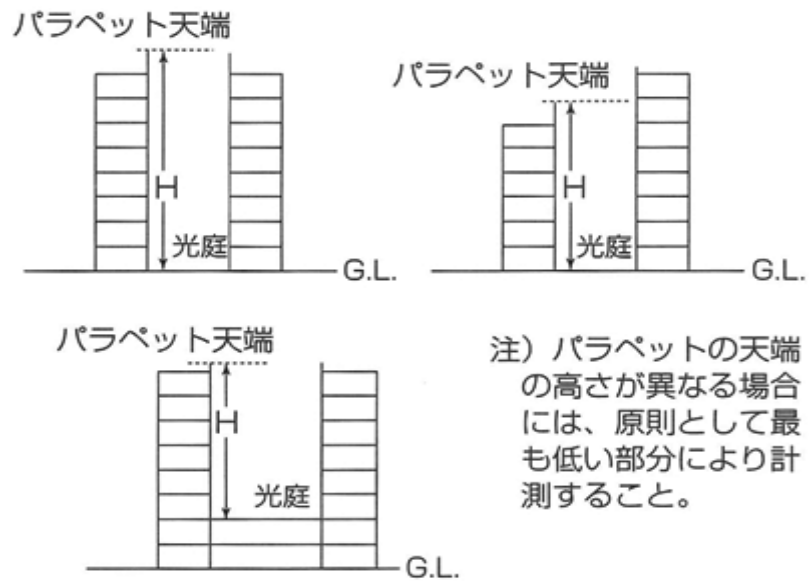 パラペット天端
H
光庭
G.L.
パラペット天端
H
光庭
G.L.
パラペット天端
H
光庭
G.L.
注）パラペットの天端
の高さが異なる場合
には、原則として最
も低い部分により計
測すること。